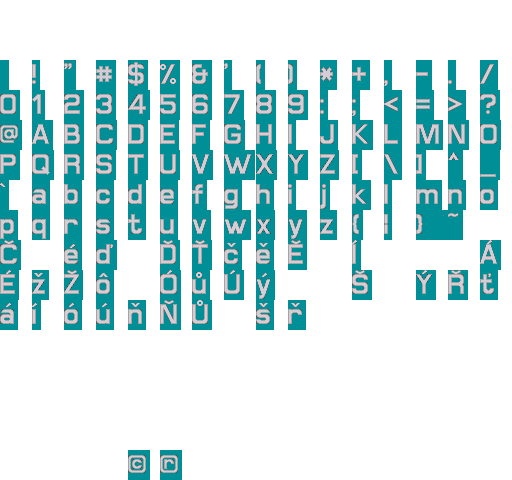 ! " # $ % & ' ( ) * + , - . /
0 1 2 3 4 5 6 7 8 9 : ; < = > ?
@ A B C D E F G H I J K L M N O
P Q R S T U V W X Y Z [ \ ] ^ _
` a b c d e f g h i j k l m n o
p q r s t u v w x y z { ¦ } ~
Č é ď Ď Ť č ě Ě Í Á
É ž Ž ô Ó ů Ú ý Š Ý Ř ť
á í ó ú ň Ň Ů š ř
© ®